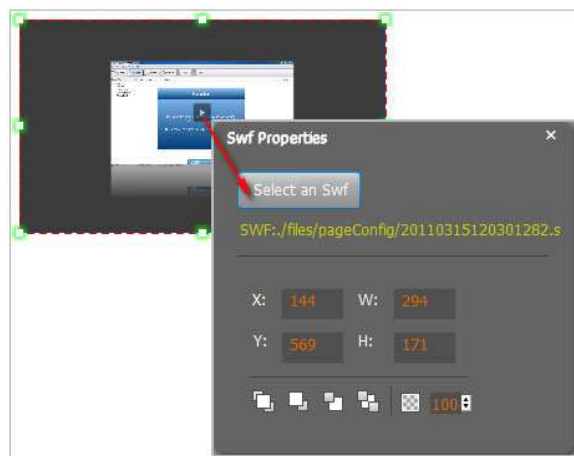 Swf Properties
Select an Swf
SWF:./files/pageConfig/20110315120301282.s
X: 144 W: 294
Y: 569 H: 171
100